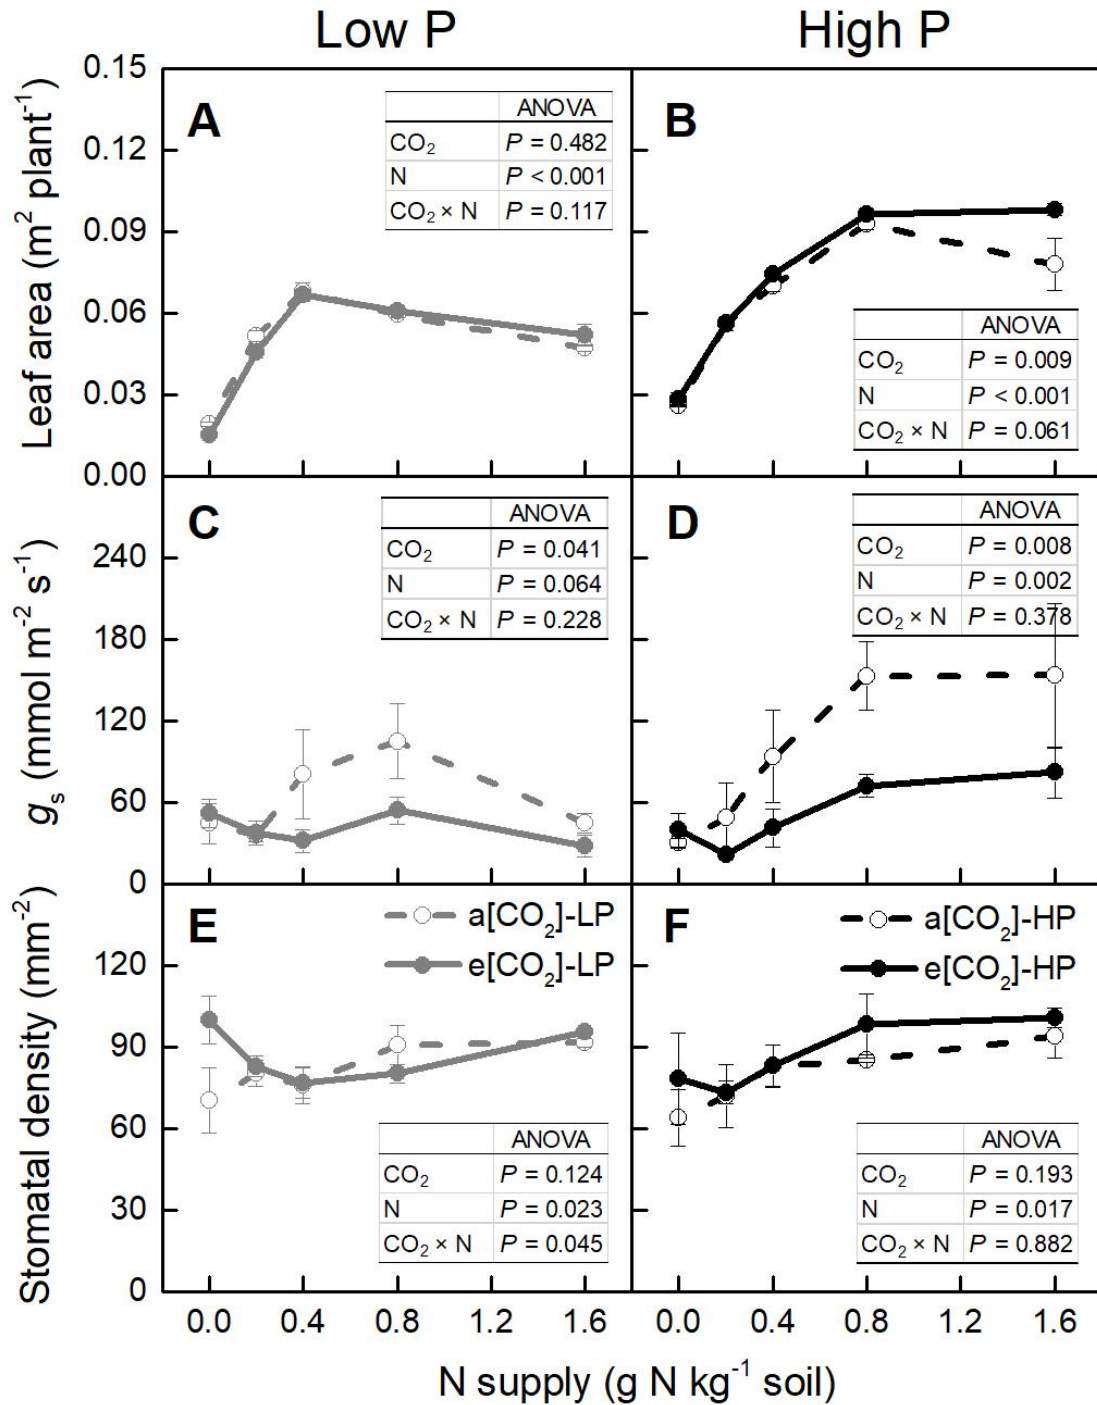 Low P High P
Leaf area (m² plant⁻¹)
0.15
0.12
0.09
0.06
0.03
0.00
A
ANOVA
CO₂ P = 0.482
N P < 0.001
CO₂ × N P = 0.117
B
ANOVA
CO₂ P = 0.009
N P < 0.001
CO₂ × N P = 0.061
gₛ (mmol m⁻² s⁻¹)
240
180
120
60
0
C
ANOVA
CO₂ P = 0.041
N P = 0.064
CO₂ × N P = 0.228
D
ANOVA
CO₂ P = 0.008
N P = 0.002
CO₂ × N P = 0.378
Stomatal density (mm⁻²)
120
90
60
30
0
E
a[CO₂]-LP
e[CO₂]-LP
ANOVA
CO₂ P = 0.124
N P = 0.023
CO₂ × N P = 0.045
F
a[CO₂]-HP
e[CO₂]-HP
ANOVA
CO₂ P = 0.193
N P = 0.017
CO₂ × N P = 0.882
0.0 0.4 0.8 1.2 1.6 0.0 0.4 0.8 1.2 1.6
N supply (g N kg⁻¹ soil)